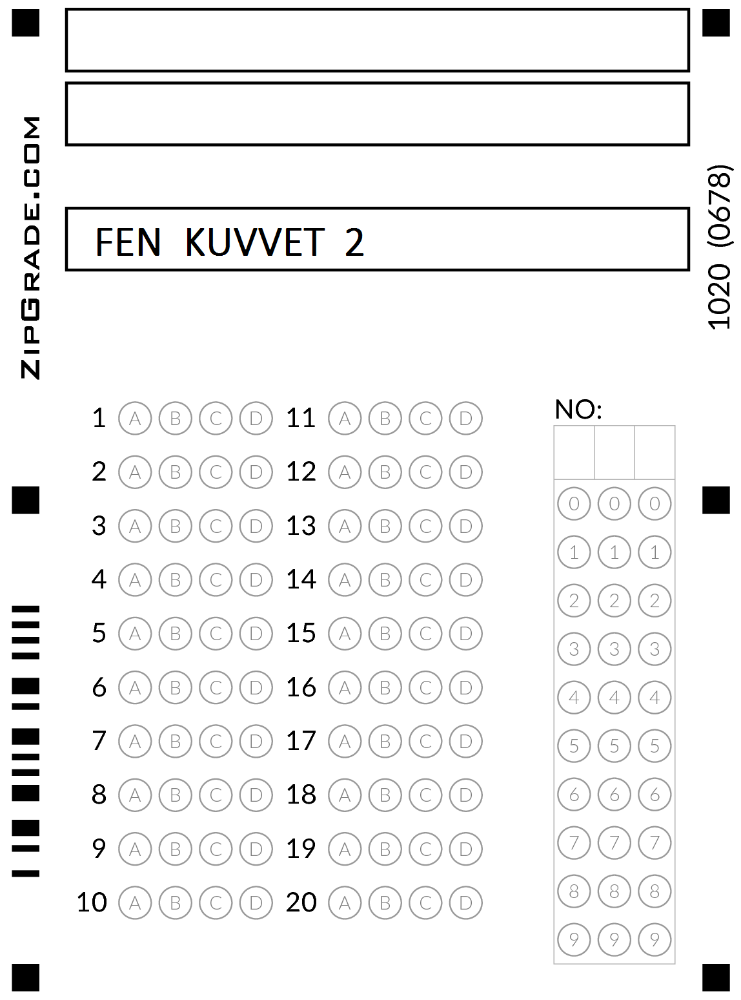 ZIPGRADE.COM
1020 (0678)
FEN KUVVET 2
NO:
1 A B C D 11 A B C D
2 A B C D 12 A B C D
3 A B C D 13 A B C D
4 A B C D 14 A B C D
5 A B C D 15 A B C D
6 A B C D 16 A B C D
7 A B C D 17 A B C D
8 A B C D 18 A B C D
9 A B C D 19 A B C D
10 A B C D 20 A B C D
0 0 0
1 1 1
2 2 2
3 3 3
4 4 4
5 5 5
6 6 6
7 7 7
8 8 8
9 9 9